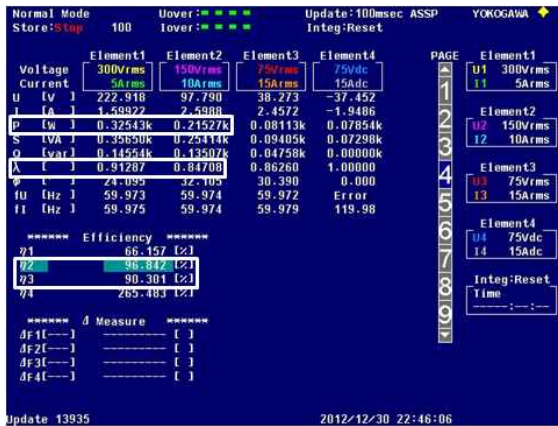 Normal Mode Uover: Update:100msec ASSP YOKOGAWA
Store:Stop 100 Iover: Integ:Reset
Element1 Element2 Element3 Element4 PAGE Element1
Voltage 300Vrms 150Vrms 75Vrms 75Vdc U1 300Vrms
Current 5Arms 10Arms 15Arms 15Adc I1 5Arms
U [V ] 222.918 97.790 38.273 -37.452 1
I [A ] 1.59922 2.5988 2.4572 -1.9486 Element2
P [W ] 0.32543k 0.21527k 0.08113k 0.07854k 2 U2 150Vrms
S [VA ] 0.35650k 0.25414k 0.09405k 0.07298k I2 10Arms
Q [var] 0.14554k 0.13507k 0.04758k 0.00000k 3
λ [ ] 0.91287 0.84708 0.86260 1.00000 Element3
24.095 32.105 30.390 0.000 4 U3 75Vrms
fU [Hz ] 59.973 59.974 59.972 Error I3 15Arms
fI [Hz ] 59.975 59.974 59.979 119.98 5
Element4
****** Efficiency ****** 6 U4 75Vdc
η1 66.157 [%] I4 15Adc
η2 96.842 [%] 7
η3 90.301 [%] Integ:Reset
η4 265.483 [%] 8 Time
-----:--:--
****** Δ Measure ****** 9
ΔF1[---] ---------- [ ]
ΔF2[---] ---------- [ ]
ΔF3[---] ---------- [ ]
ΔF4[---] ---------- [ ]
Update 13935 2012/12/30 22:46:06